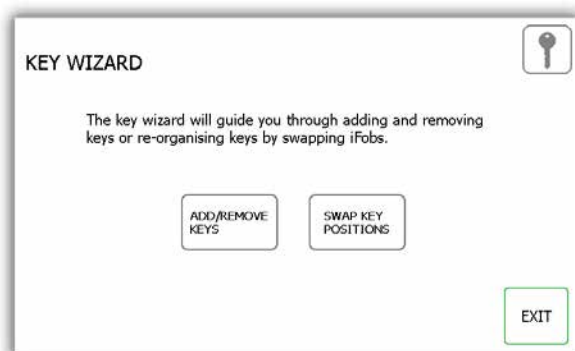 KEY WIZARD
The key wizard will guide you through adding and removing
keys or re-organising keys by swapping iFobs.
ADD/REMOVE
KEYS
SWAP KEY
POSITIONS
EXIT